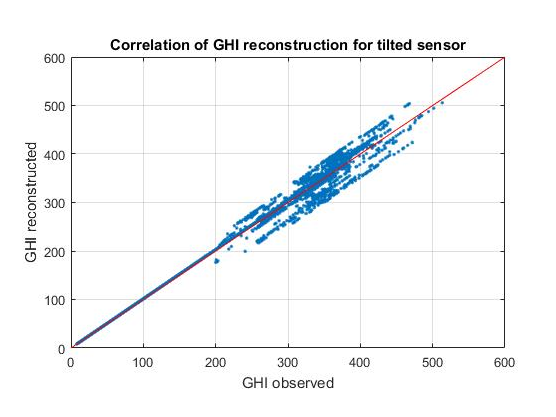 Correlation of GHI reconstruction for tilted sensor
600
500
400
300
200
100
0
GHI reconstructed
0 100 200 300 400 500 600
GHI observed